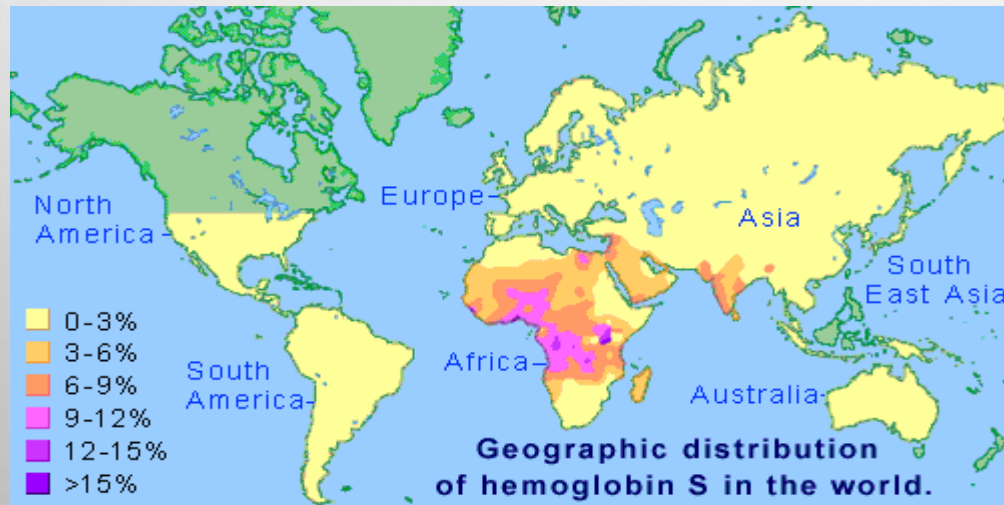 North
America
Europe
Asia
South
East Asia
0-3%
3-6%
6-9%
9-12%
12-15%
>15%
South
America
Africa
Australia
Geographic distribution
of hemoglobin S in the world.